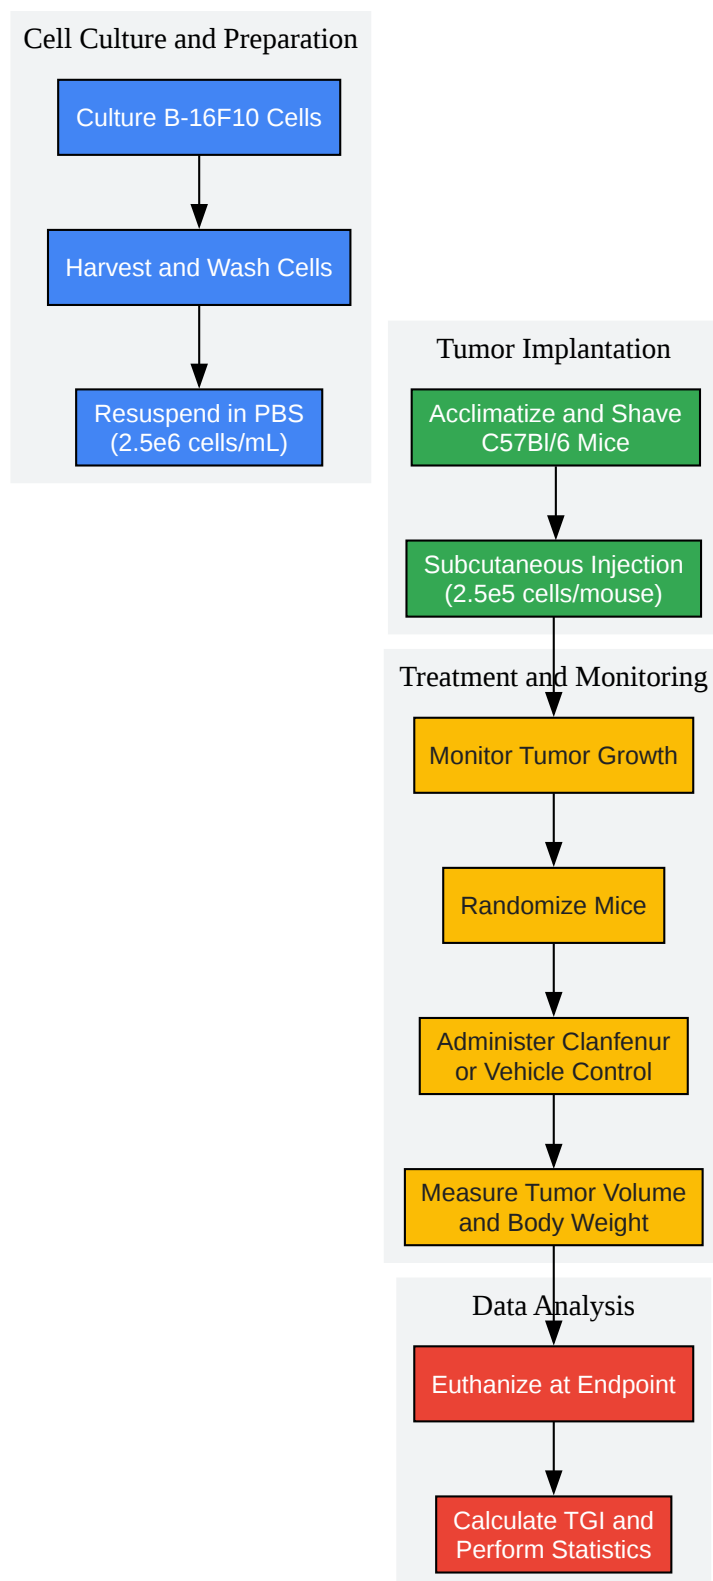 Cell Culture and Preparation
Culture B-16F10 Cells
Harvest and Wash Cells
Resuspend in PBS
(2.5e6 cells/mL)
Tumor Implantation
Acclimatize and Shave
C57Bl/6 Mice
Subcutaneous Injection
(2.5e5 cells/mouse)
Treatment and Monitoring
Monitor Tumor Growth
Randomize Mice
Administer Clanfenur
or Vehicle Control
Measure Tumor Volume
and Body Weight
Data Analysis
Euthanize at Endpoint
Calculate TGI and
Perform Statistics